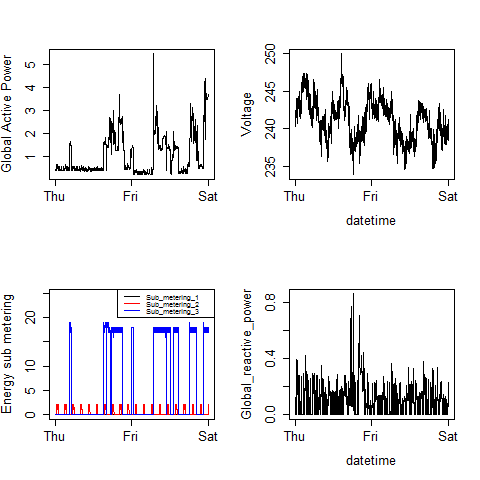 Global Active Power
5
4
3
2
1
Thu Fri Sat
Voltage
250
245
240
235
Thu Fri Sat
datetime
Energy sub metering
20
5
0
Sub_metering_1
Sub_metering_2
Sub_metering_3
Thu Fri Sat
Global_reactive_power
0.8
0.4
0.0
Thu Fri Sat
datetime